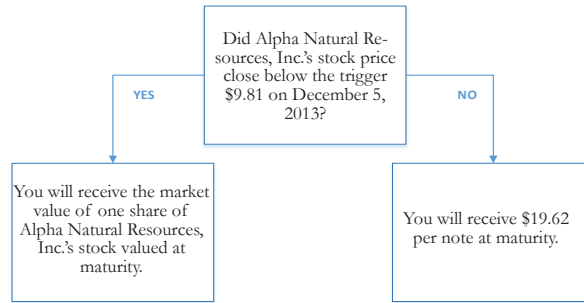 Did Alpha Natural Re-
sources, Inc.'s stock price
close below the trigger
$9.81 on December 5,
2013?
YES
NO
You will receive the market
value of one share of
Alpha Natural Resources,
Inc.'s stock valued at
maturity.
You will receive $19.62
per note at maturity.